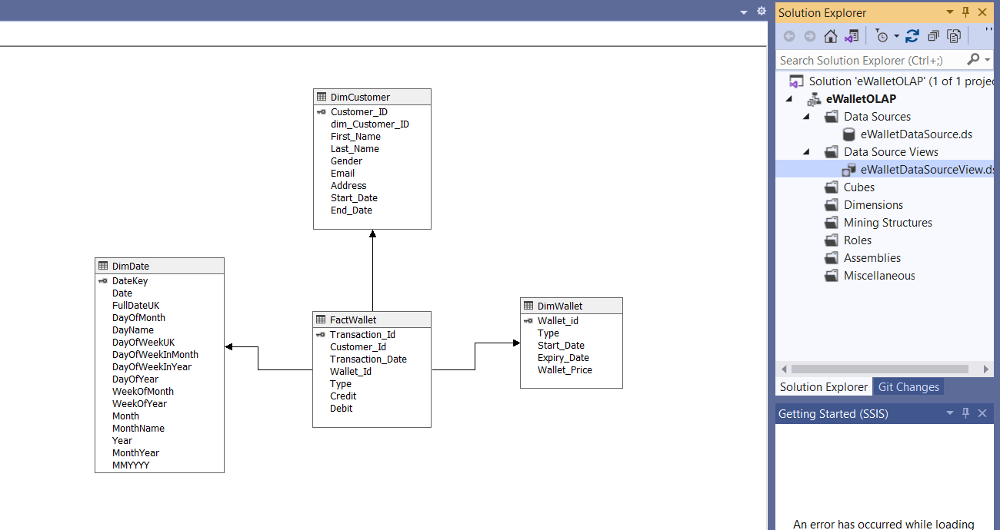 DimCustomer
Customer_ID
dim_Customer_ID
First_Name
Last_Name
Gender
Email
Address
Start_Date
End_Date
DimDate
DateKey
Date
FullDateUK
DayOfMonth
DayName
DayOfWeekUK
DayOfWeekInMonth
DayOfWeekInYear
DayOfYear
WeekOfMonth
WeekOfYear
Month
MonthName
Year
MonthYear
MMYYYY
FactWallet
Transaction_Id
Customer_Id
Transaction_Date
Wallet_Id
Type
Credit
Debit
DimWallet
Wallet_id
Type
Start_Date
Expiry_Date
Wallet_Price
Solution Explorer
Search Solution Explorer (Ctrl+;)
Solution 'eWalletOLAP' (1 of 1 projec
eWalletOLAP
Data Sources
eWalletDataSource.ds
Data Source Views
eWalletDataSourceView.ds
Cubes
Dimensions
Mining Structures
Roles
Assemblies
Miscellaneous
Solution Explorer Git Changes
Getting Started (SSIS)
An error has occurred while loading